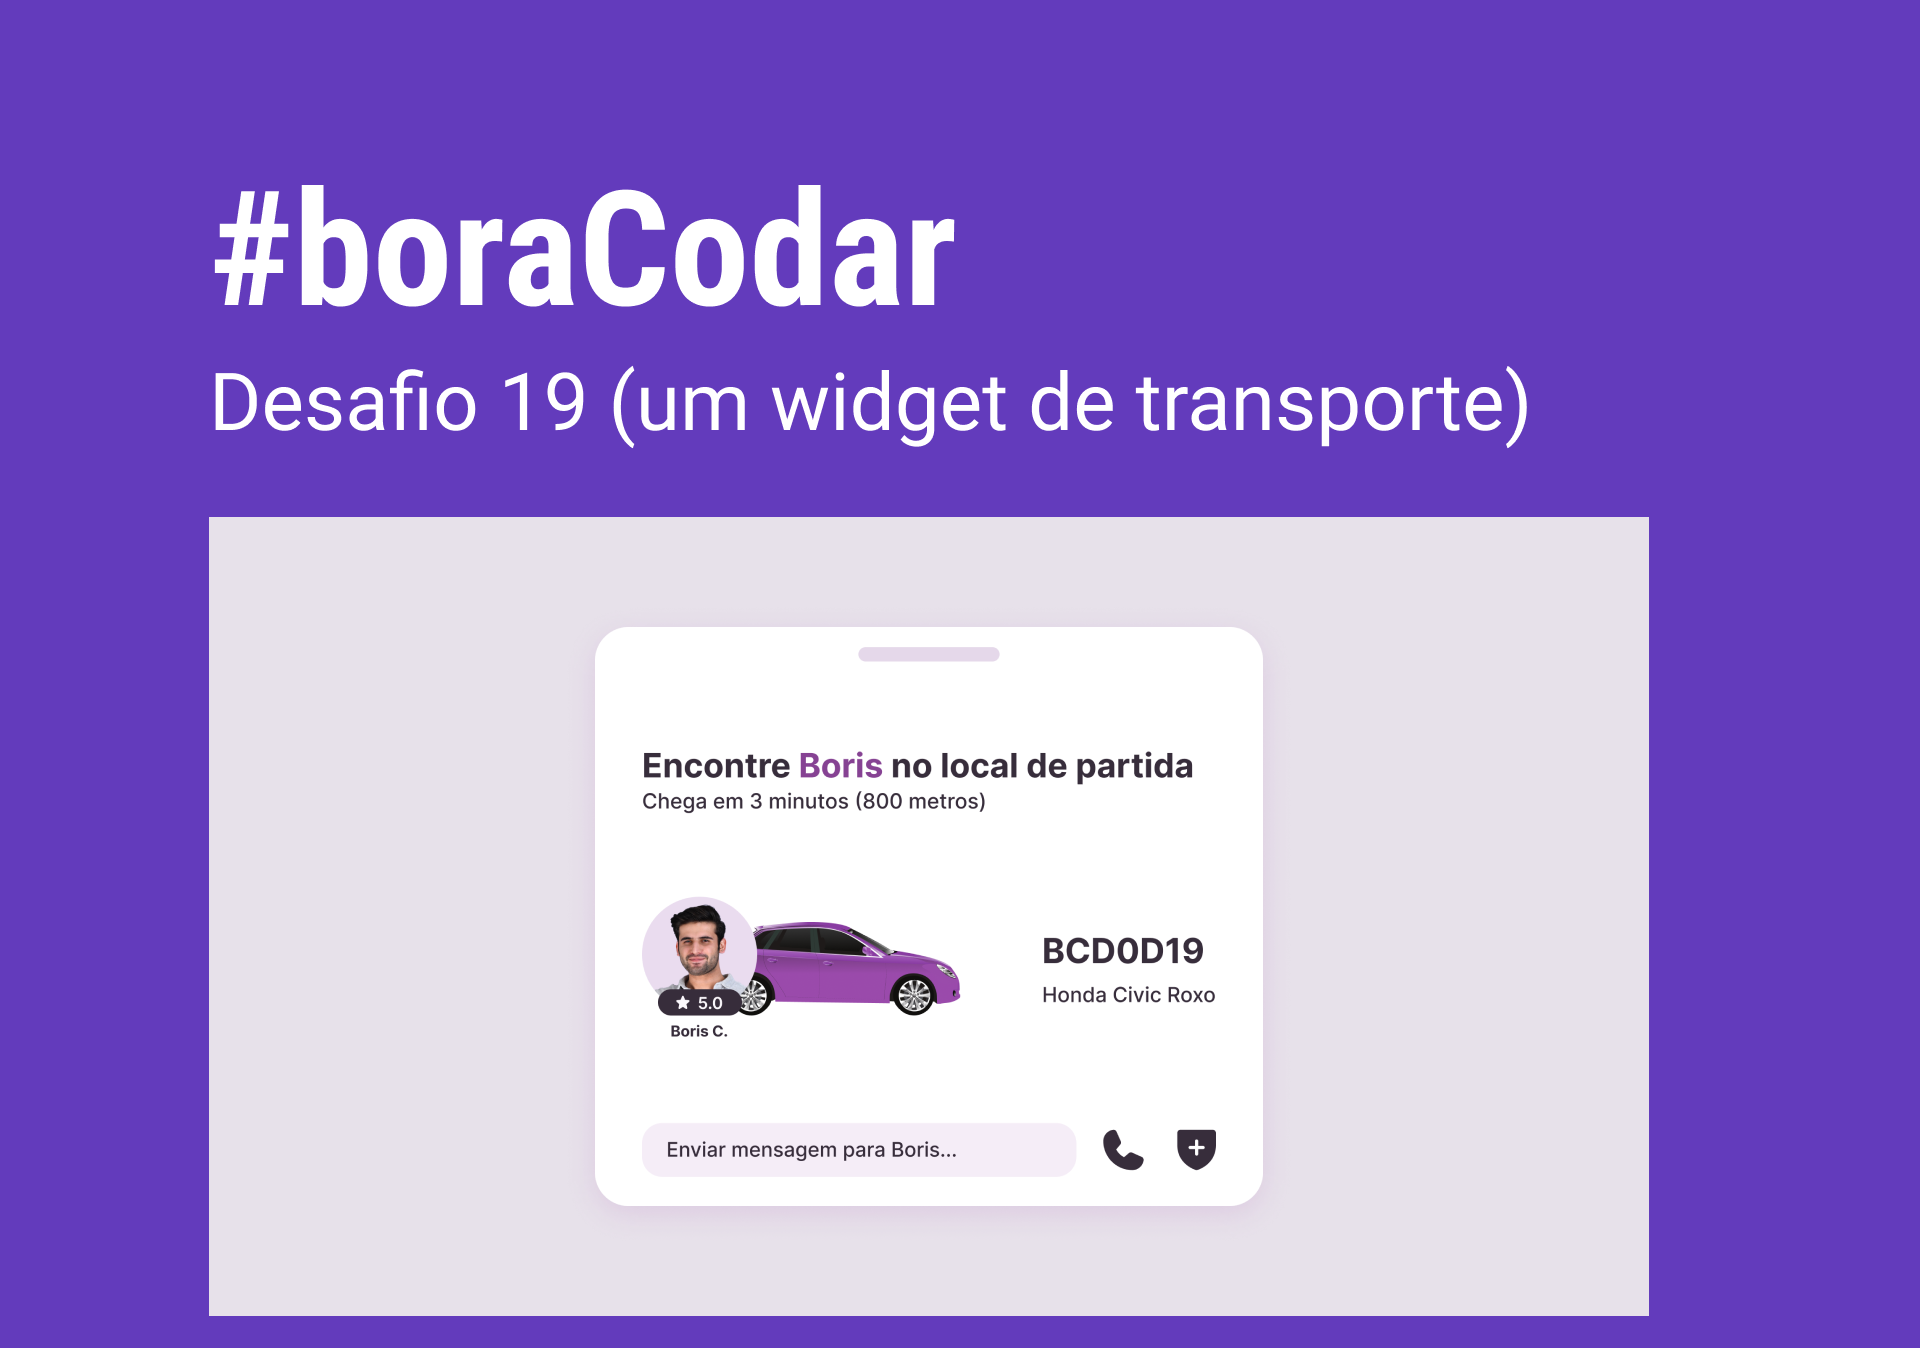 #boraCodar
Desafio 19 (um widget de transporte)
Encontre Boris no local de partida
Chega em 3 minutos (800 metros)
5.0
Boris C.
BCD0D19
Honda Civic Roxo
Enviar mensagem para Boris...